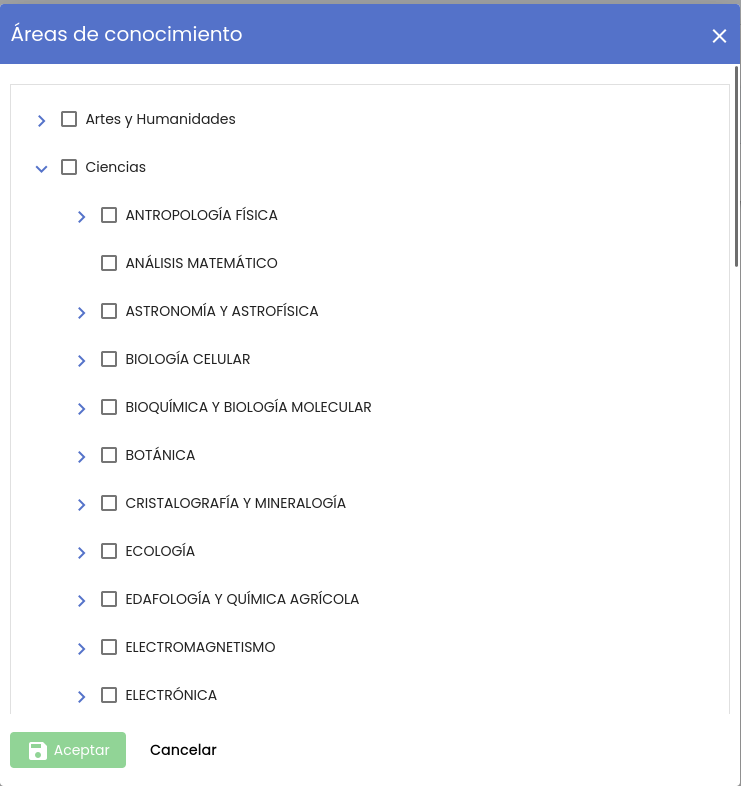 Áreas de conocimiento
Artes y Humanidades
Ciencias
ANTROPOLOGÍA FÍSICA
ANÁLISIS MATEMÁTICO
ASTRONOMÍA Y ASTROFÍSICA
BIOLOGÍA CELULAR
BIOQUÍMICA Y BIOLOGÍA MOLECULAR
BOTÁNICA
CRISTALOGRAFÍA Y MINERALOGÍA
ECOLOGÍA
EDAFOLOGÍA Y QUÍMICA AGRÍCOLA
ELECTROMAGNETISMO
ELECTRÓNICA
Aceptar Cancelar